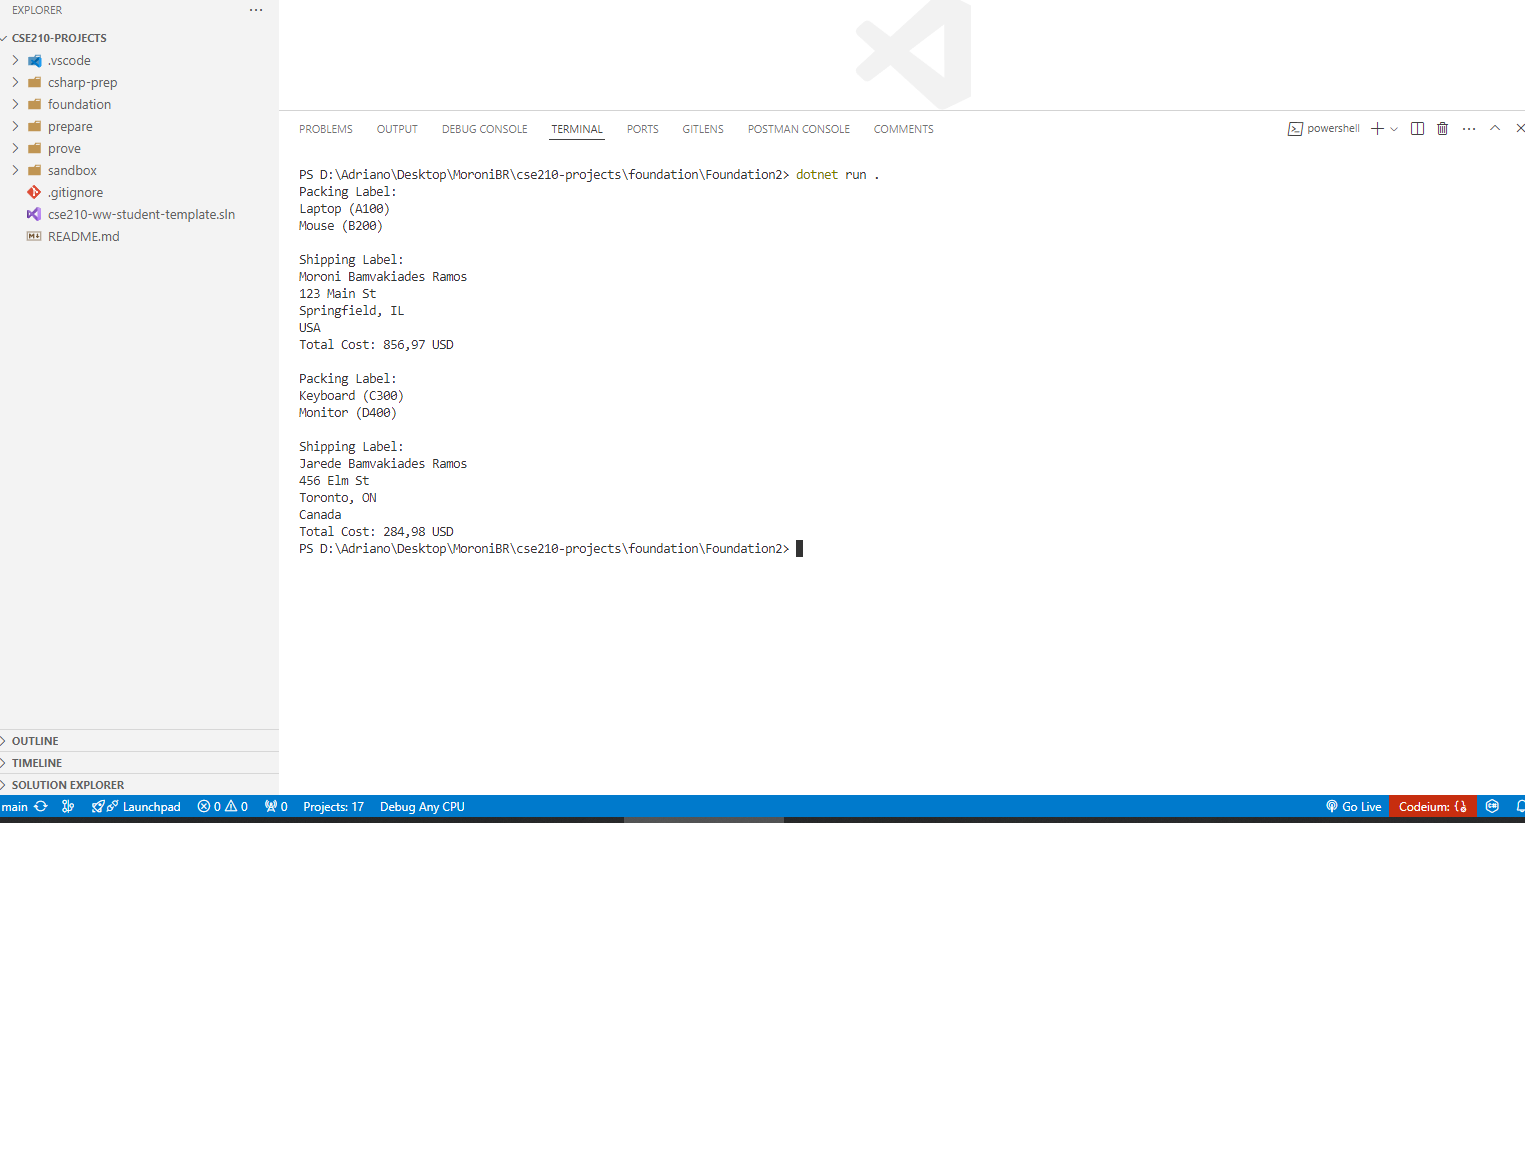 EXPLORER
CSE210-PROJECTS
.vscode
csharp-prep
foundation
prepare
prove
sandbox
.gitignore
cse210-ww-student-template.sln
README.md
OUTLINE
TIMELINE
SOLUTION EXPLORER
PROBLEMS OUTPUT DEBUG CONSOLE TERMINAL PORTS GITLENS POSTMAN CONSOLE COMMENTS powershell
PS D:\Adriano\Desktop\MoroniBR\cse210-projects\foundation\Foundation2> dotnet run .
Packing Label:
Laptop (A100)
Mouse (B200)
Shipping Label:
Moroni Bamvakiades Ramos
123 Main St
Springfield, IL
USA
Total Cost: 856,97 USD
Packing Label:
Keyboard (C300)
Monitor (D400)
Shipping Label:
Jarede Bamvakiades Ramos
456 Elm St
Toronto, ON
Canada
Total Cost: 284,98 USD
PS D:\Adriano\Desktop\MoroniBR\cse210-projects\foundation\Foundation2>
main Launchpad 0 0 0 Projects: 17 Debug Any CPU Go Live Codeium: {}